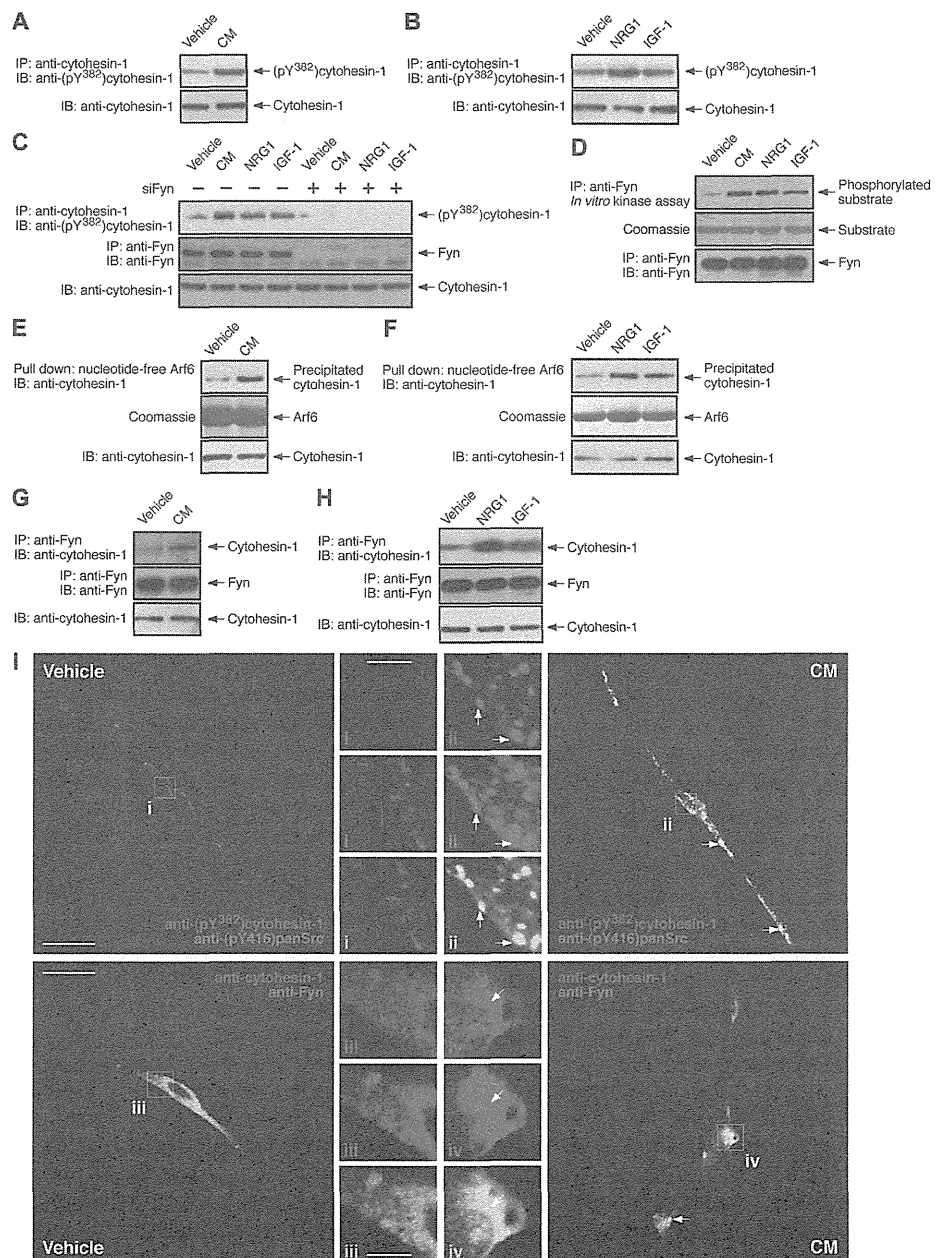 A
Vehicle
CM
IP: anti-cytohesin-1
IB: anti-(pY382)cytohesin-1
(pY382)cytohesin-1
IB: anti-cytohesin-1
Cytohesin-1
B
Vehicle
NRG1
IGF-1
IP: anti-cytohesin-1
IB: anti-(pY382)cytohesin-1
(pY382)cytohesin-1
IB: anti-cytohesin-1
Cytohesin-1
C
Vehicle
CM
NRG1
IGF-1
Vehicle
CM
NRG1
IGF-1
siFyn − − − − + + + +
IP: anti-cytohesin-1
IB: anti-(pY382)cytohesin-1
(pY382)cytohesin-1
IP: anti-Fyn
IB: anti-Fyn
Fyn
IB: anti-cytohesin-1
Cytohesin-1
D
Vehicle
CM
NRG1
IGF-1
IP: anti-Fyn
In vitro kinase assay
Phosphorylated
substrate
Coomassie
Substrate
IP: anti-Fyn
IB: anti-Fyn
Fyn
E
Vehicle
CM
Pull down: nucleotide-free Arf6
IB: anti-cytohesin-1
Precipitated
cytohesin-1
Coomassie
Arf6
IB: anti-cytohesin-1
Cytohesin-1
F
Vehicle
NRG1
IGF-1
Pull down: nucleotide-free Arf6
IB: anti-cytohesin-1
Precipitated
cytohesin-1
Coomassie
Arf6
IB: anti-cytohesin-1
Cytohesin-1
G
Vehicle
CM
IP: anti-Fyn
IB: anti-cytohesin-1
Cytohesin-1
IP: anti-Fyn
IB: anti-Fyn
Fyn
IB: anti-cytohesin-1
Cytohesin-1
H
Vehicle
NRG1
IGF-1
IP: anti-Fyn
IB: anti-cytohesin-1
Cytohesin-1
IP: anti-Fyn
IB: anti-Fyn
Fyn
IB: anti-cytohesin-1
Cytohesin-1
I
Vehicle
i
anti-(pY382)cytohesin-1
anti-(pY416)panSrc
i
ii
i
ii
i
ii
CM
ii
anti-(pY382)cytohesin-1
anti-(pY416)panSrc
anti-cytohesin-1
anti-Fyn
iii
Vehicle
iii
iv
iii
iv
iii
iv
anti-cytohesin-1
anti-Fyn
iv
CM